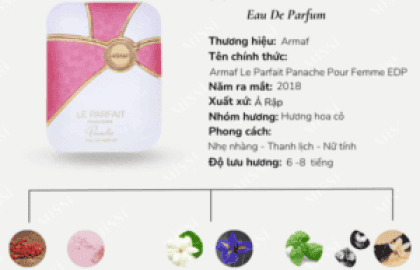 Eau De Parfum
Thương hiệu: Armaf
Tên chính thức:
Armaf Le Parfait Panache Pour Femme EDP
Năm ra mắt: 2018
Xuất xứ: Ả Rập
Nhóm hương: Hương hoa cỏ
Phong cách:
Nhẹ nhàng - Thanh lịch - Nữ tính
Độ lưu hương: 6 -8 tiếng
ARMAF
LE PARFAIT